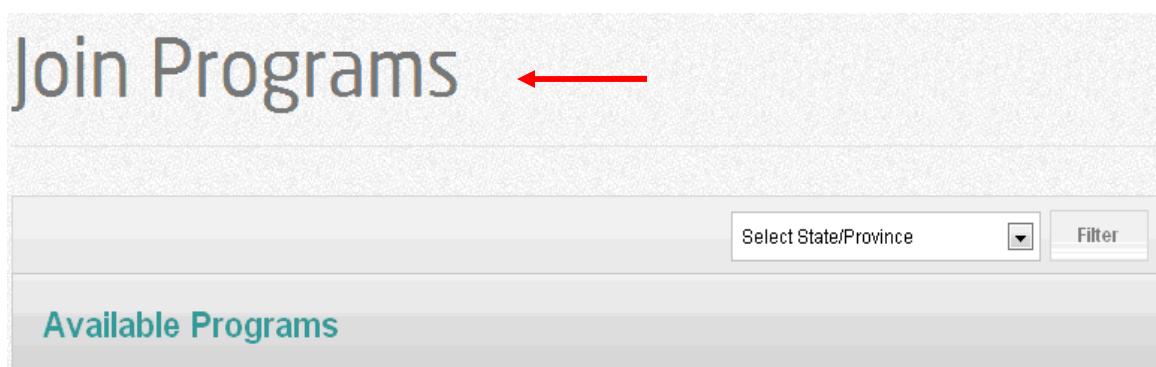 Join Programs
Select State/Province
Filter
Available Programs